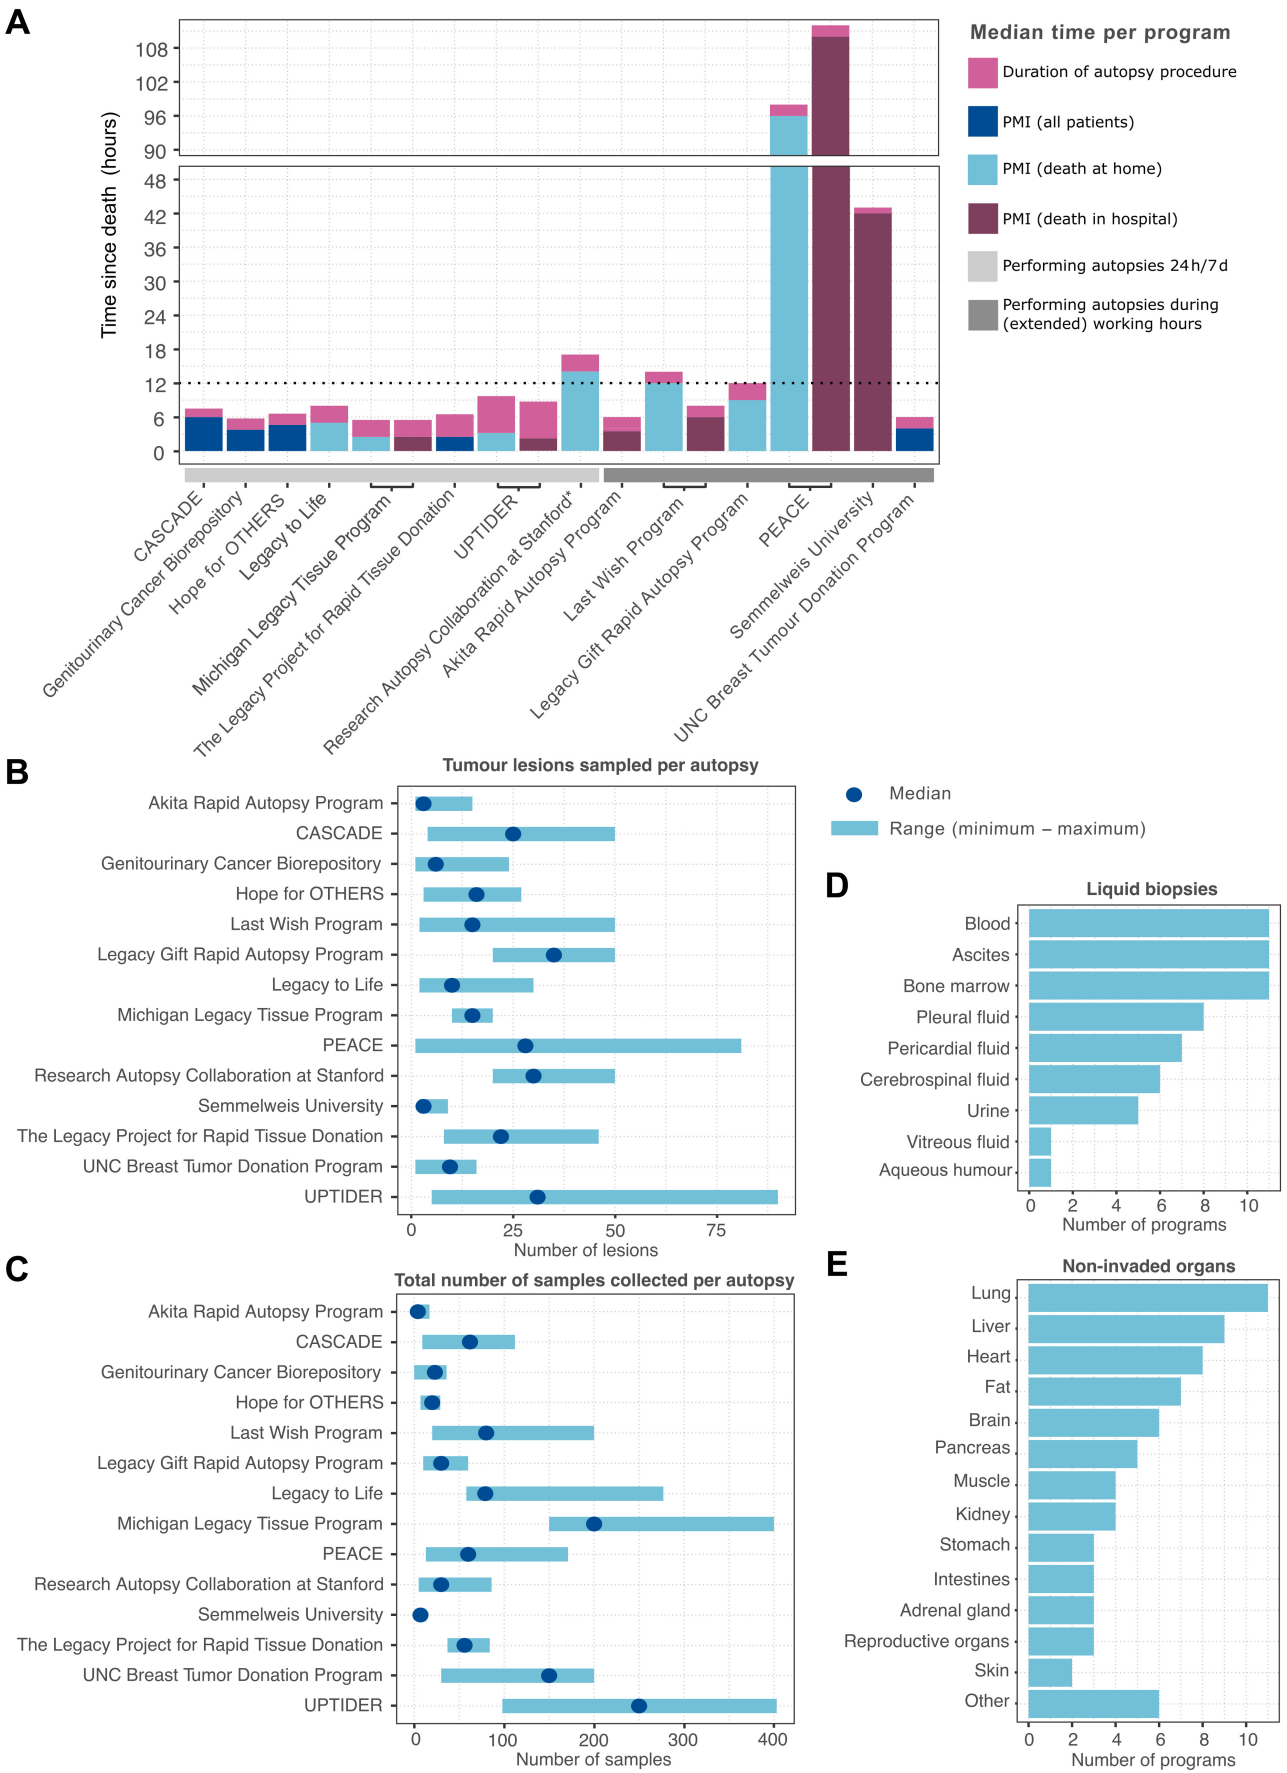 A
Time since death (hours)
108
102
96
90
48
42
36
30
24
18
12
6
0
CASCADE
Genitourinary Cancer Biorepository
Hope for OTHERS
Legacy to Life
Michigan Legacy Tissue Program
The Legacy Project for Rapid Tissue Donation
UPTIDER
Research Autopsy Collaboration at Stanford*
Akita Rapid Autopsy Program
Last Wish Program
Legacy Gift Rapid Autopsy Program
PEACE
Semmelweis University
UNC Breast Tumour Donation Program
Median time per program
Duration of autopsy procedure
PMI (all patients)
PMI (death at home)
PMI (death in hospital)
Performing autopsies 24h/7d
Performing autopsies during
(extended) working hours
B
Tumour lesions sampled per autopsy
Akita Rapid Autopsy Program
CASCADE
Genitourinary Cancer Biorepository
Hope for OTHERS
Last Wish Program
Legacy Gift Rapid Autopsy Program
Legacy to Life
Michigan Legacy Tissue Program
PEACE
Research Autopsy Collaboration at Stanford
Semmelweis University
The Legacy Project for Rapid Tissue Donation
UNC Breast Tumor Donation Program
UPTIDER
0 25 50 75
Number of lesions
Median
Range (minimum – maximum)
C
Total number of samples collected per autopsy
Akita Rapid Autopsy Program
CASCADE
Genitourinary Cancer Biorepository
Hope for OTHERS
Last Wish Program
Legacy Gift Rapid Autopsy Program
Legacy to Life
Michigan Legacy Tissue Program
PEACE
Research Autopsy Collaboration at Stanford
Semmelweis University
The Legacy Project for Rapid Tissue Donation
UNC Breast Tumor Donation Program
UPTIDER
0 100 200 300 400
Number of samples
D
Liquid biopsies
Blood
Ascites
Bone marrow
Pleural fluid
Pericardial fluid
Cerebrospinal fluid
Urine
Vitreous fluid
Aqueous humour
0 2 4 6 8 10
Number of programs
E
Non-invaded organs
Lung
Liver
Heart
Fat
Brain
Pancreas
Muscle
Kidney
Stomach
Intestines
Adrenal gland
Reproductive organs
Skin
Other
0 2 4 6 8 10
Number of programs